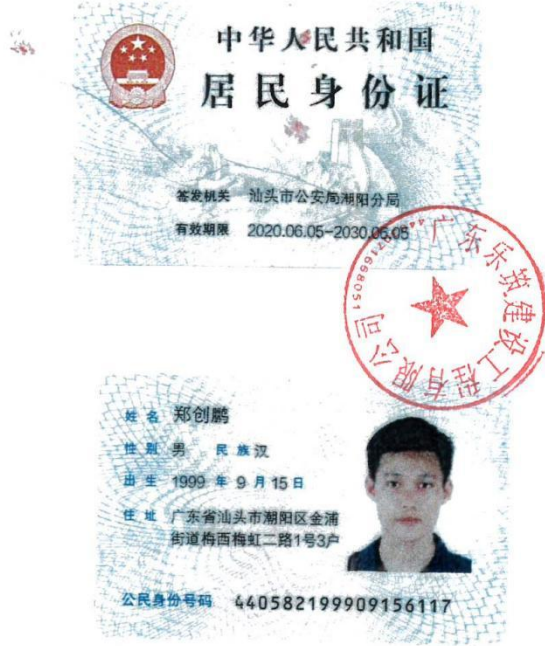 中华人民共和国
居民身份证
签发机关 汕头市公安局潮阳分局
有效期限 2020.06.05-2030.06.05
广东乐筑建设工程有限公司
姓名 郑创鹏
性别 男 民族 汉
出生 1999 年 9 月 15 日
住址 广东省汕头市潮阳区金浦
街道梅西梅虹二路1号3户
公民身份号码 440582199909156117